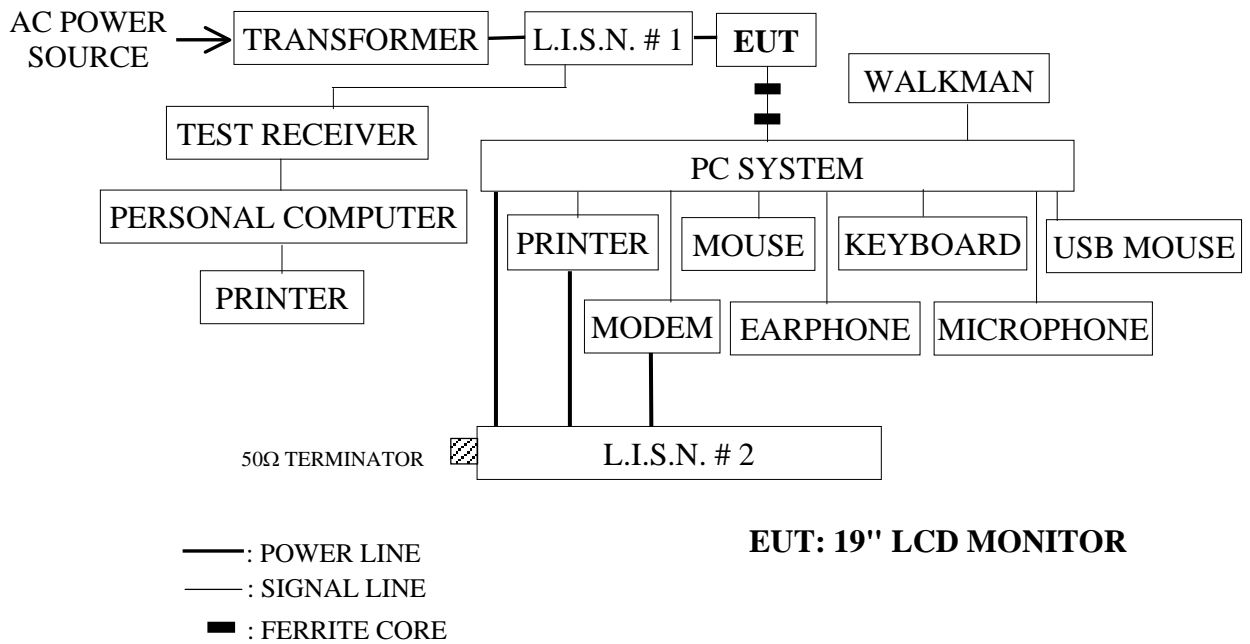 AC POWER
SOURCE
TRANSFORMER
L.I.S.N. # 1
EUT
WALKMAN
TEST RECEIVER
PC SYSTEM
PERSONAL COMPUTER
PRINTER
MOUSE
KEYBOARD
USB MOUSE
PRINTER
MODEM
EARPHONE
MICROPHONE
50Ω TERMINATOR
L.I.S.N. # 2
EUT: 19" LCD MONITOR
: POWER LINE
: SIGNAL LINE
: FERRITE CORE